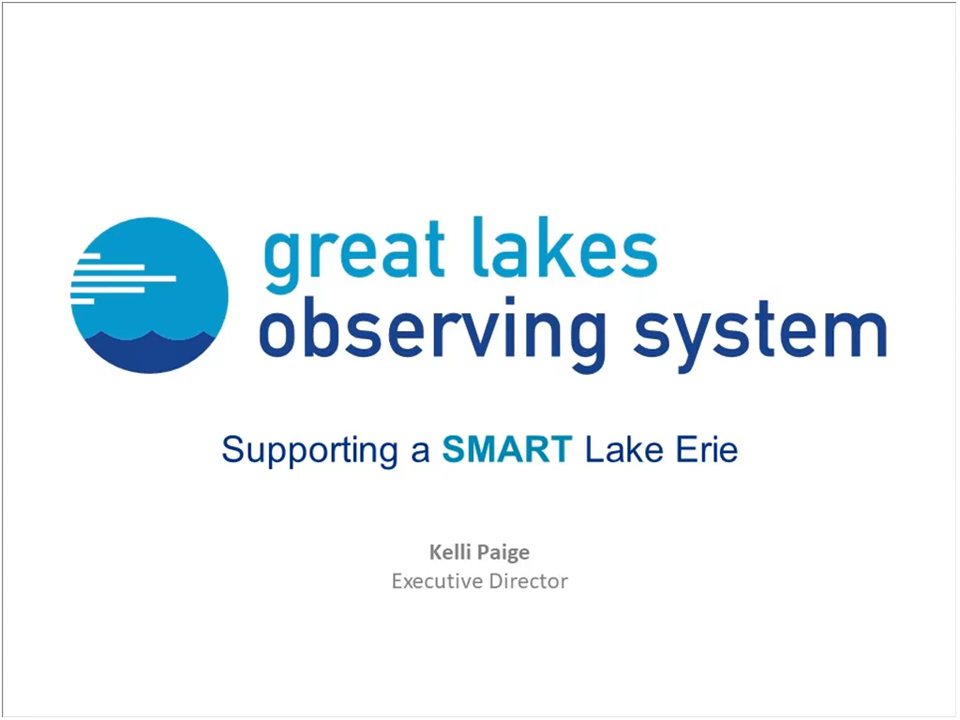 great lakes
observing system
Supporting a SMART Lake Erie
Kelli Paige
Executive Director